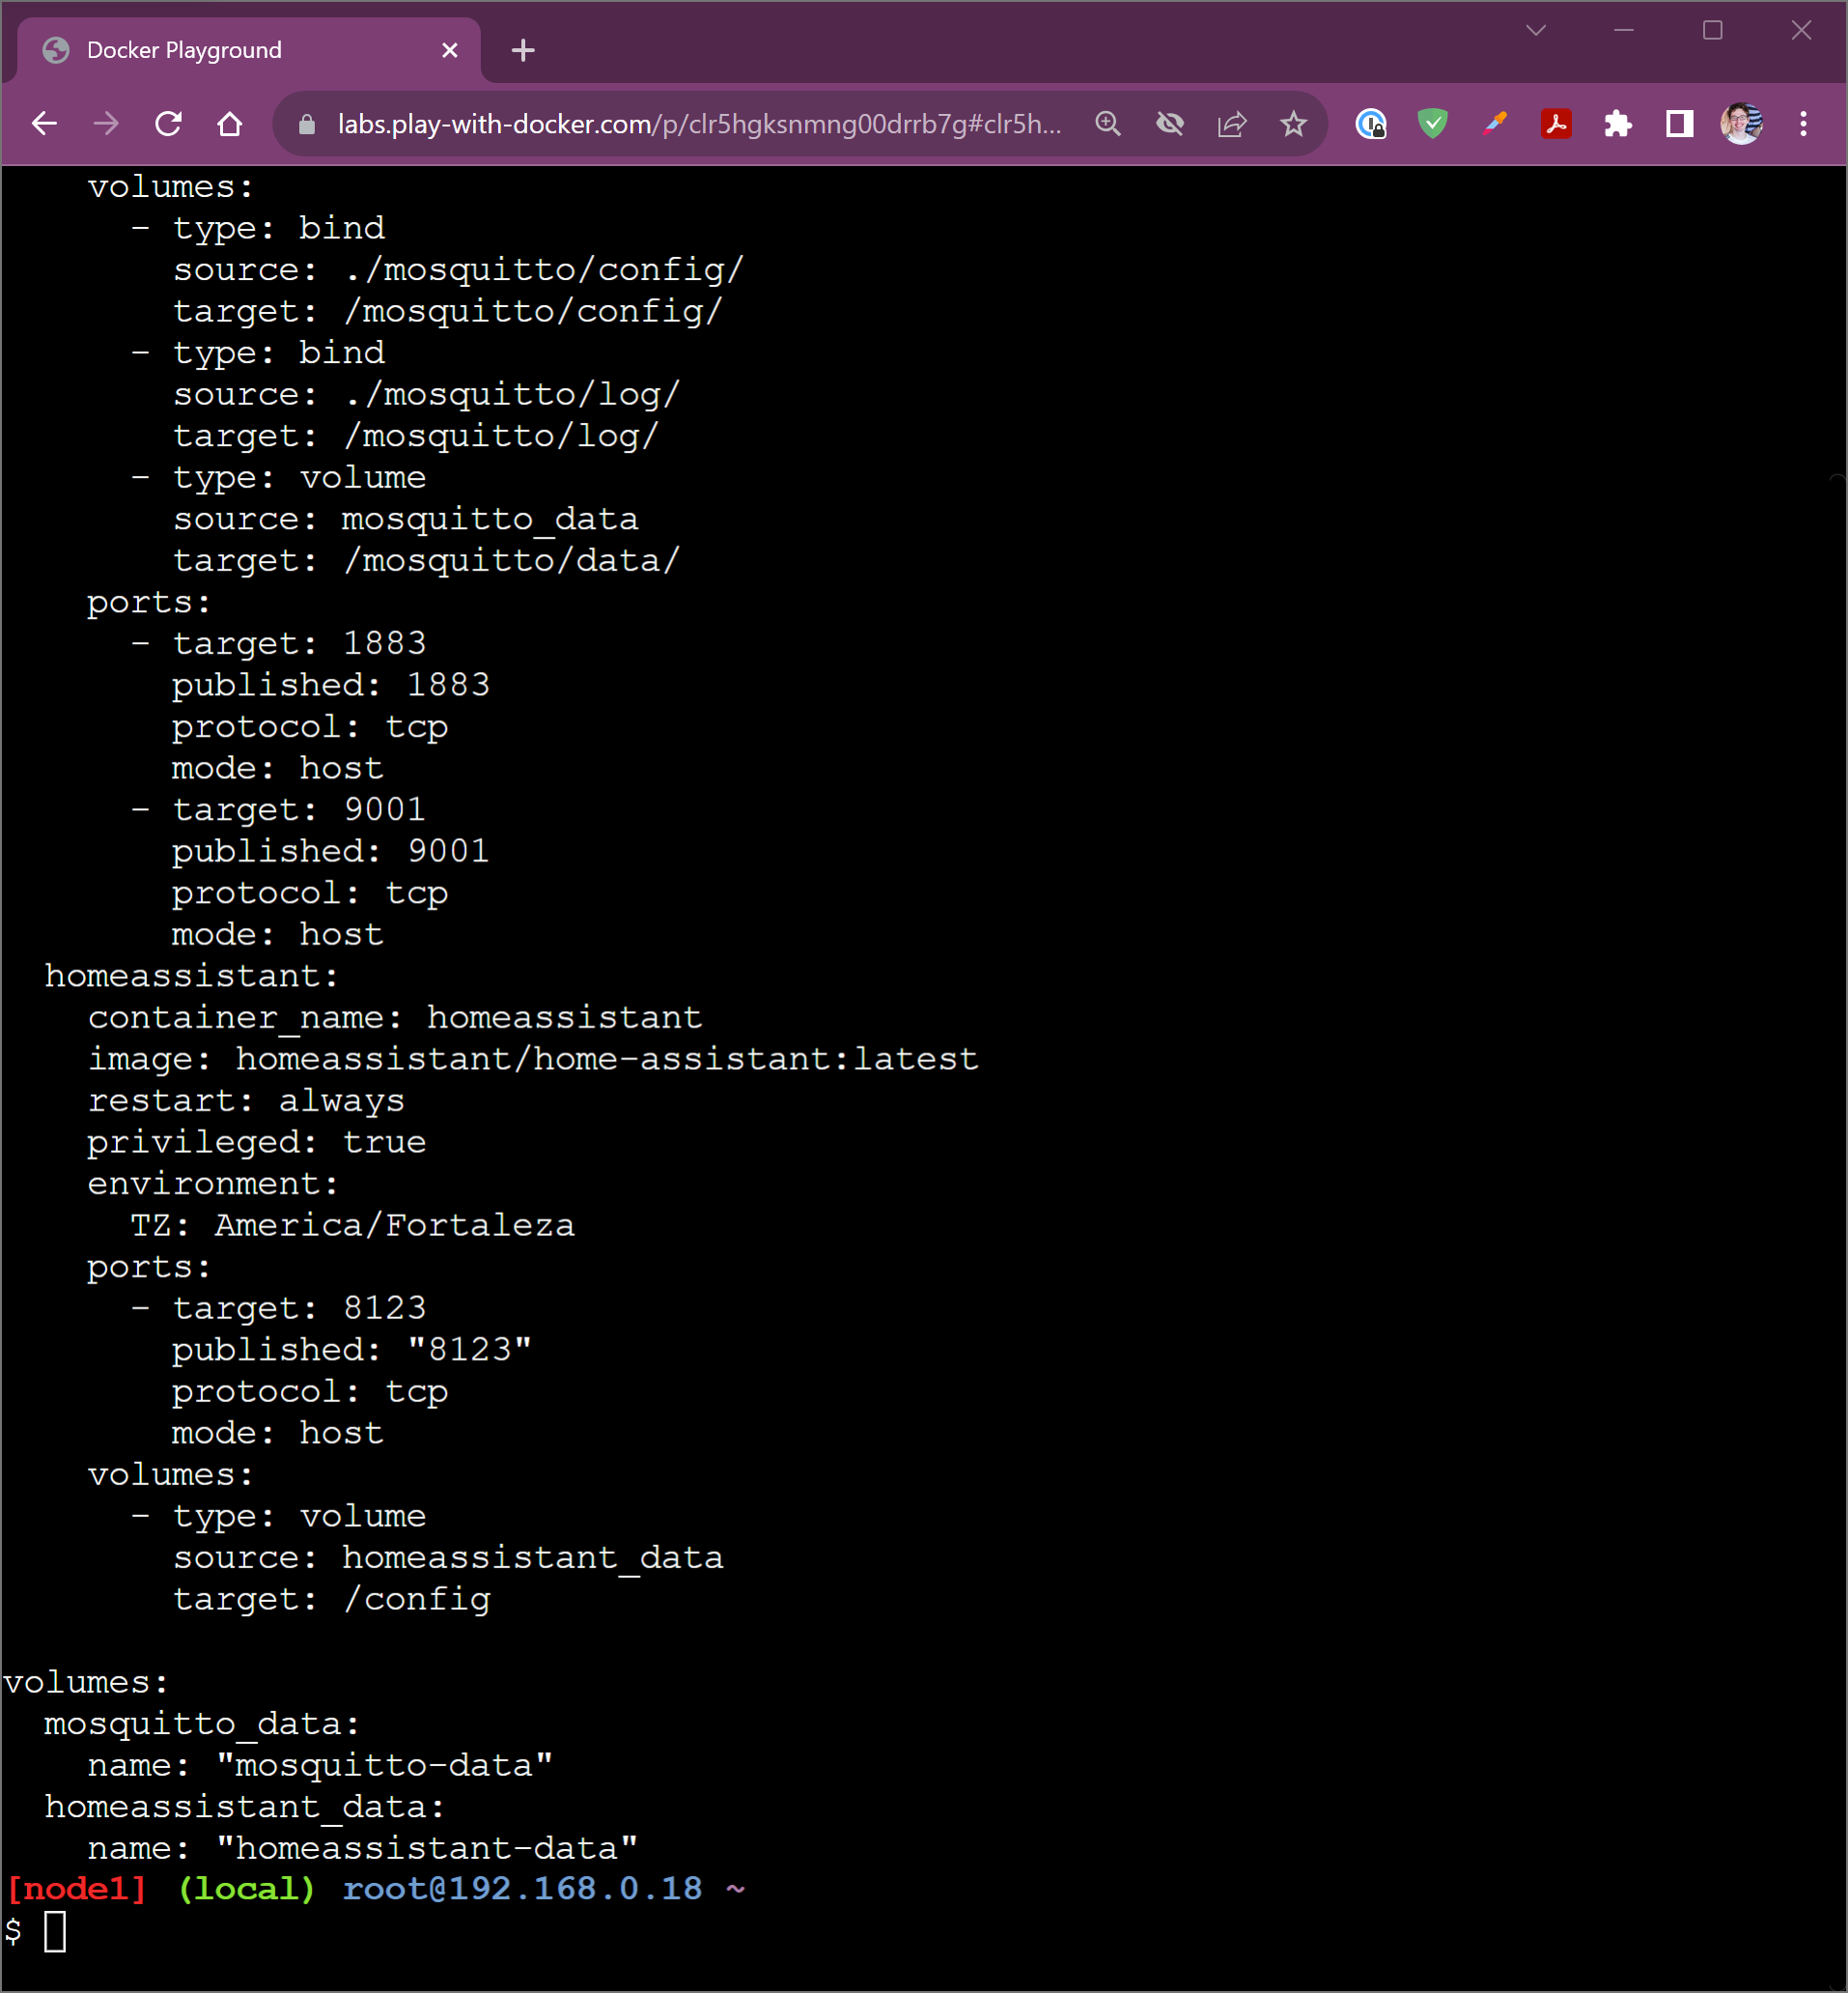 Docker Playground
labs.play-with-docker.com/p/clr5hgksnmng00drrb7g#clr5h...
    volumes:
      - type: bind
        source: ./mosquitto/config/
        target: /mosquitto/config/
      - type: bind
        source: ./mosquitto/log/
        target: /mosquitto/log/
      - type: volume
        source: mosquitto_data
        target: /mosquitto/data/
    ports:
      - target: 1883
        published: 1883
        protocol: tcp
        mode: host
      - target: 9001
        published: 9001
        protocol: tcp
        mode: host
  homeassistant:
    container_name: homeassistant
    image: homeassistant/home-assistant:latest
    restart: always
    privileged: true
    environment:
      TZ: America/Fortaleza
    ports:
      - target: 8123
        published: "8123"
        protocol: tcp
        mode: host
    volumes:
      - type: volume
        source: homeassistant_data
        target: /config

volumes:
  mosquitto_data:
    name: "mosquitto-data"
  homeassistant_data:
    name: "homeassistant-data"
[node1] (local) root@192.168.0.18 ~
$